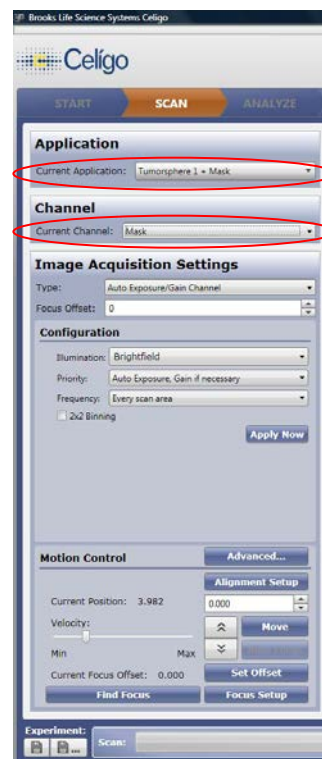 Brooks Life Science Systems Celigo
Celígo
START SCAN ANALYZE
Application
Current Application: Tumorsphere 1 + Mask
Channel
Current Channel: Mask
Image Acquisition Settings
Type: Auto Exposure/Gain Channel
Focus Offset: 0
Configuration
Illumination: Brightfield
Priority: Auto Exposure, Gain if necessary
Frequency: Every scan area
2x2 Binning
Apply Now
Motion Control Advanced...
Alignment Setup
Current Position: 3.982 0.000
Velocity: Move
Min Max
Current Focus Offset: 0.000 Set Offset
Find Focus Focus Setup
Experiment:
Scan: